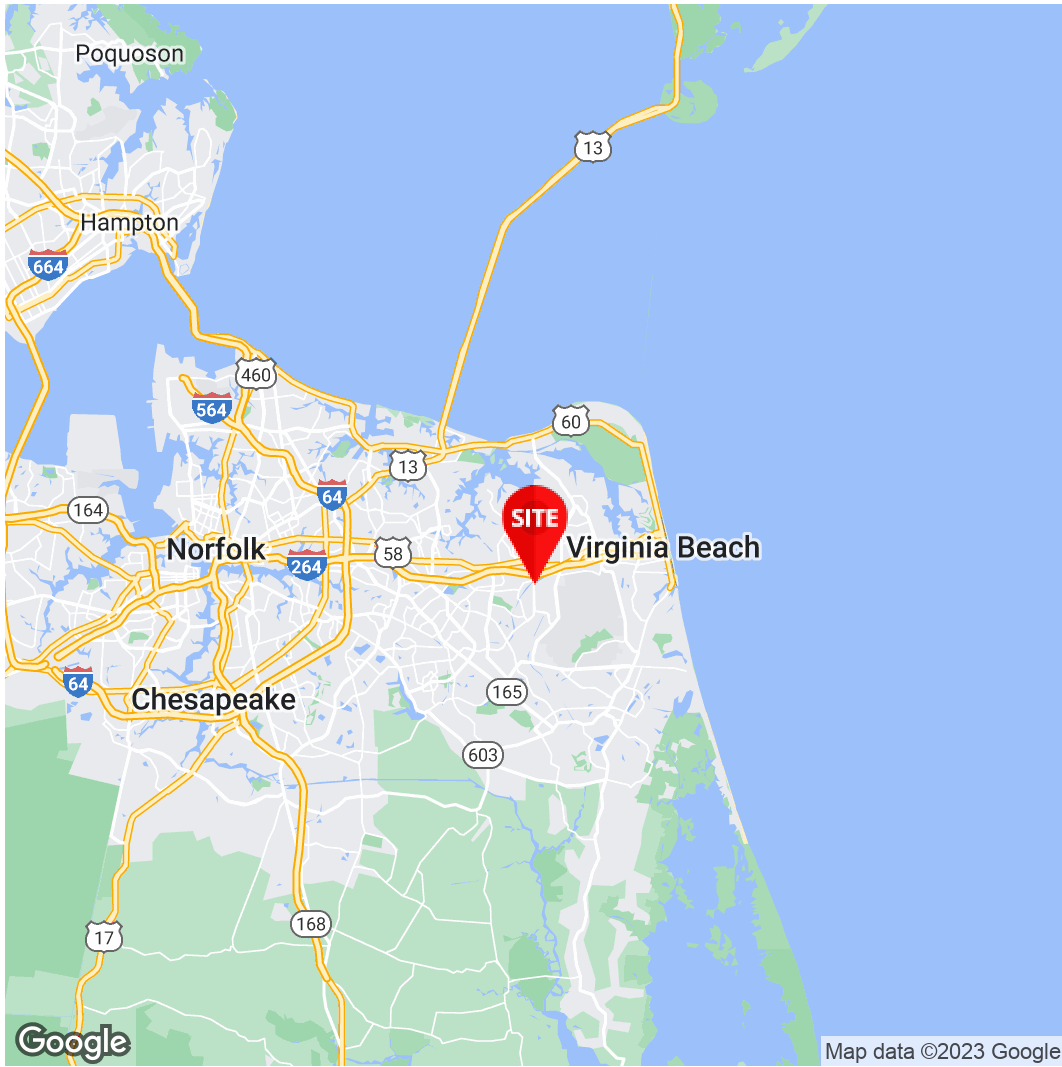 Poquoson
13
Hampton
664
460
564
60
13
64
164
SITE
Norfolk
58
Virginia Beach
264
64
165
Chesapeake
603
168
17
Google
Map data ©2023 Google